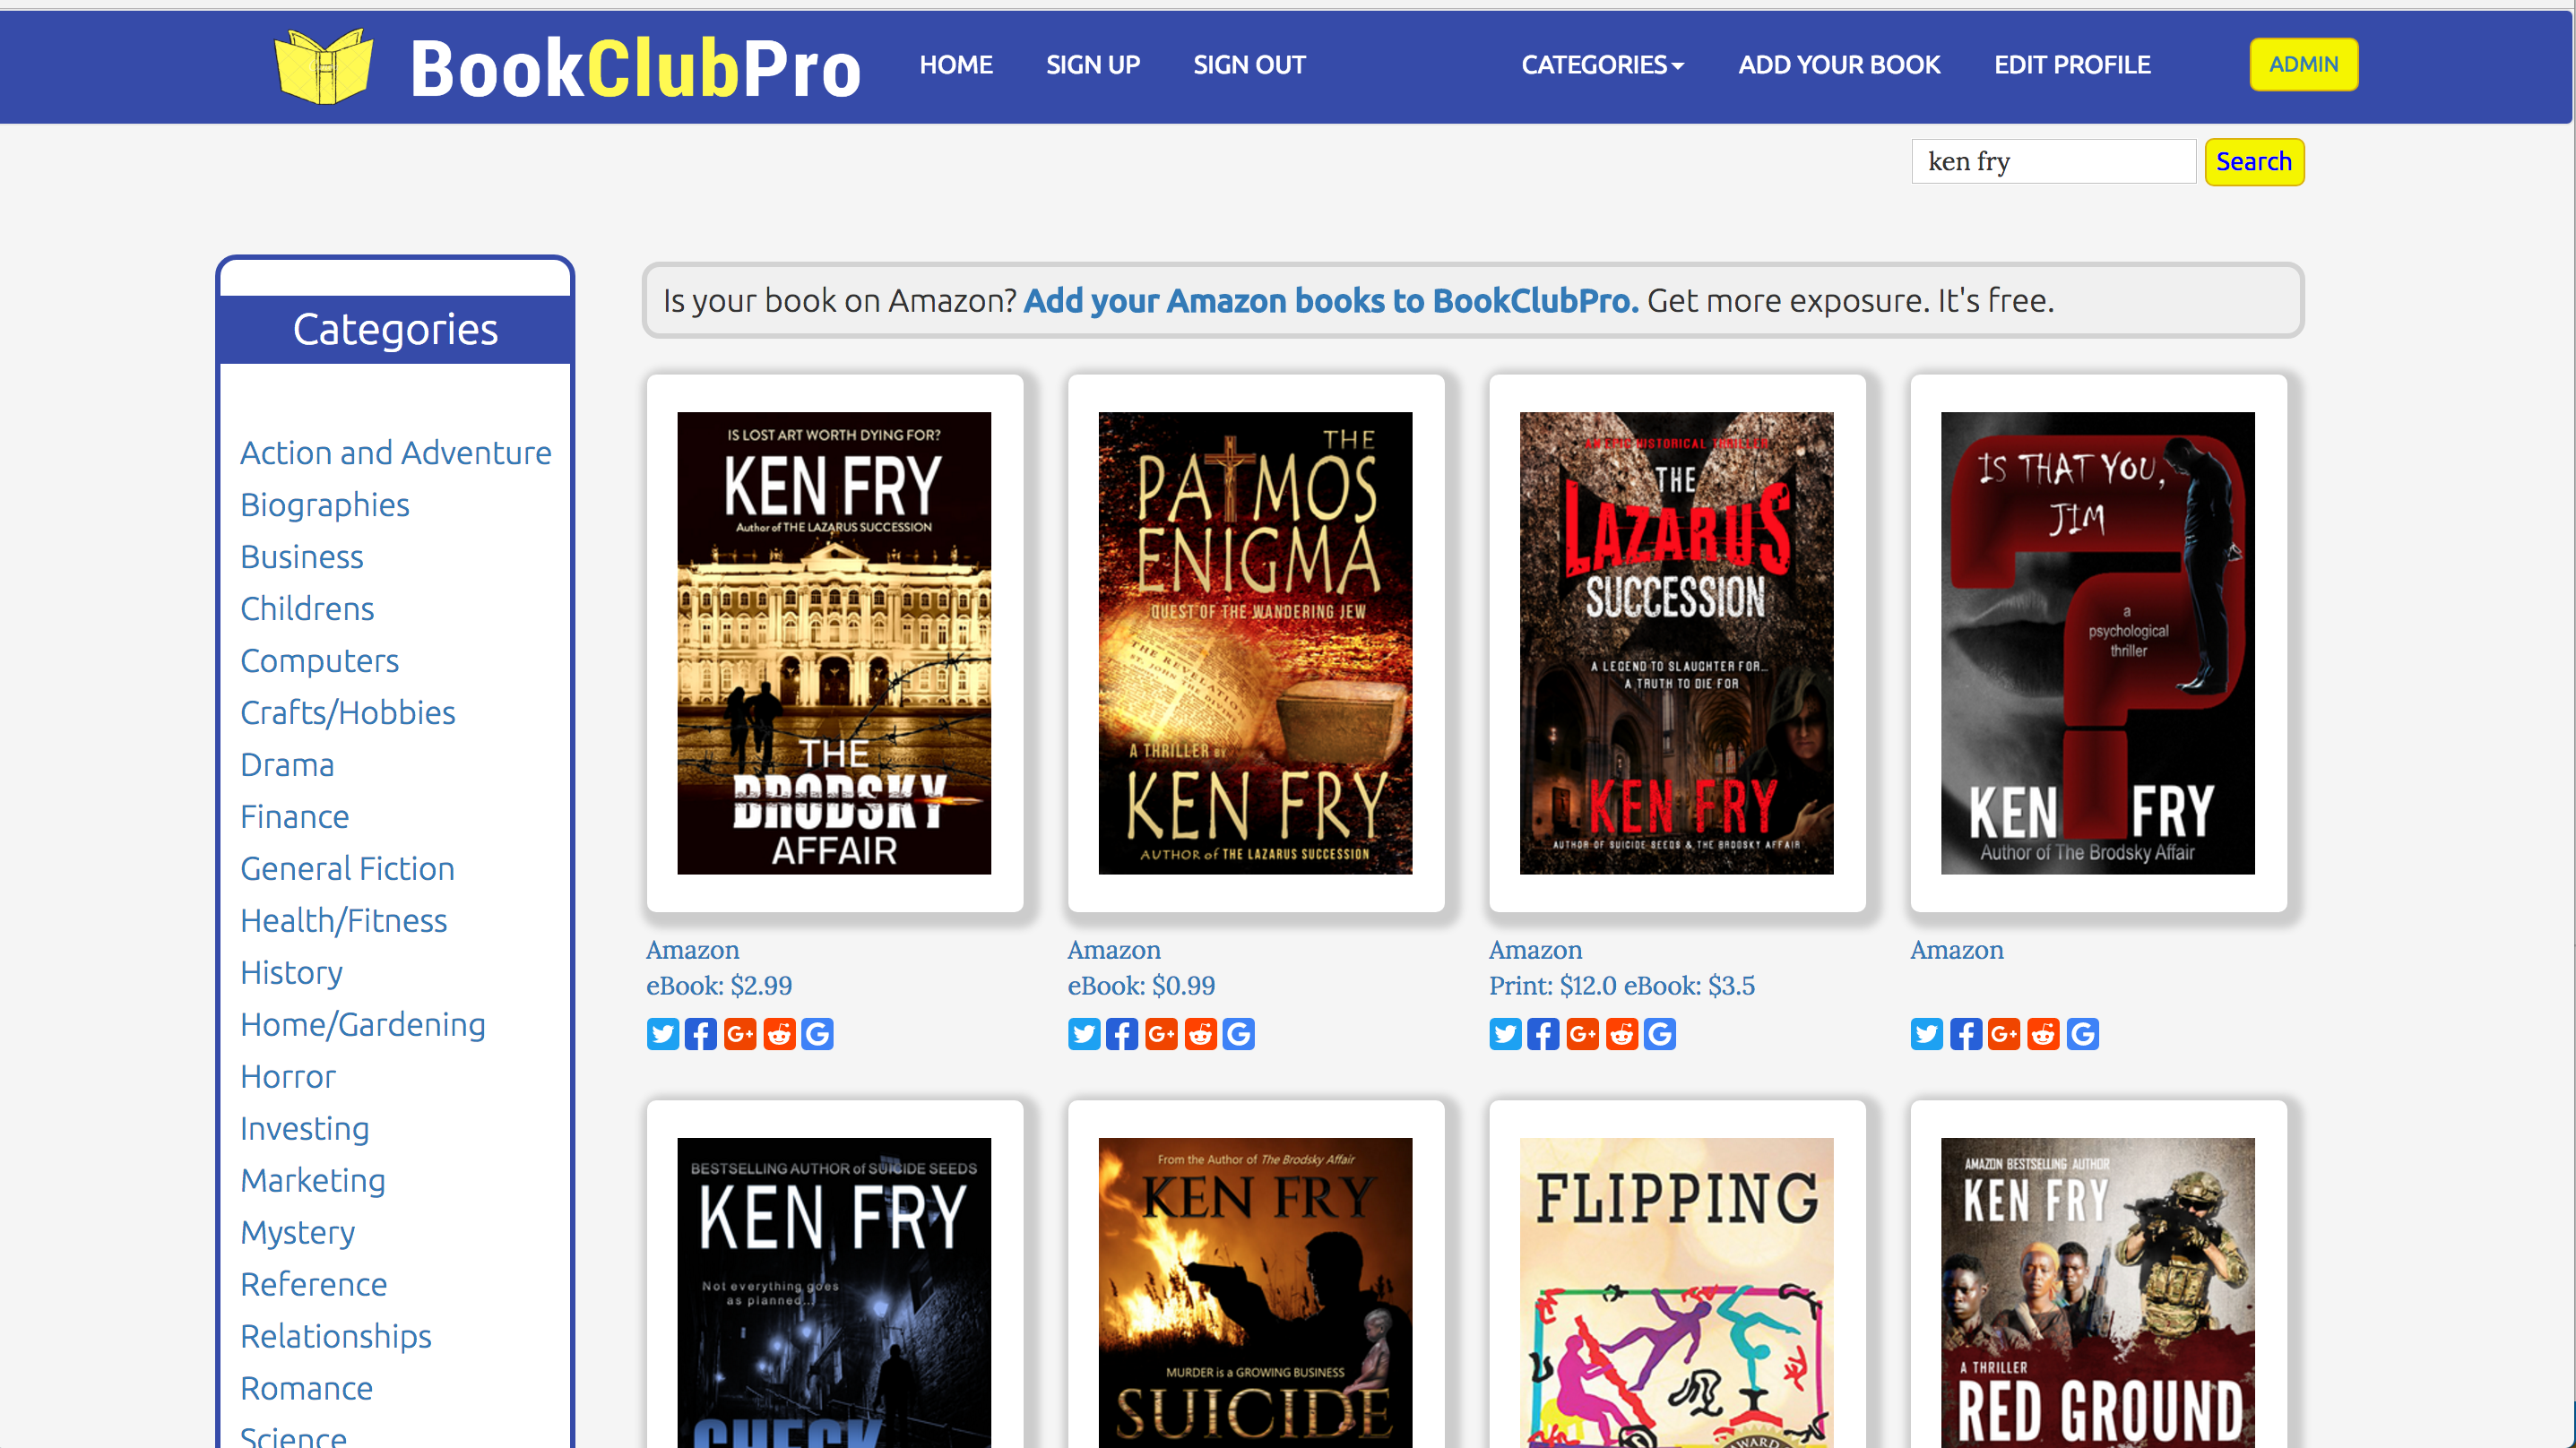 BookClubPro
HOME SIGN UP SIGN OUT CATEGORIES ADD YOUR BOOK EDIT PROFILE ADMIN
ken fry Search
Categories
Action and Adventure
Biographies
Business
Childrens
Computers
Crafts/Hobbies
Drama
Finance
General Fiction
Health/Fitness
History
Home/Gardening
Horror
Investing
Marketing
Mystery
Reference
Relationships
Romance
Science
Is your book on Amazon? Add your Amazon books to BookClubPro. Get more exposure. It's free.
IS LOST ART WORTH DYING FOR?
KEN FRY
Author of THE LAZARUS SUCCESSION
THE
BRODSKY
AFFAIR
Amazon
eBook: $2.99
THE
PATMOS
ENIGMA
QUEST OF THE WANDERING JEW
THE REVELATION
ST. JOHN THE DIVINE
A THRILLER BY
KEN FRY
AUTHOR of THE LAZARUS SUCCESSION
Amazon
eBook: $0.99
AN EPIC HISTORICAL THRILLER
THE
LAZARUS
SUCCESSION
A LEGEND TO SLAUGHTER FOR...
A TRUTH TO DIE FOR
KEN FRY
AUTHOR OF SUICIDE SEEDS & THE BRODSKY AFFAIR
Amazon
Print: $12.0 eBook: $3.5
IS THAT YOU,
JIM
a
psychological
thriller
KEN FRY
Author of The Brodsky Affair
Amazon
BESTSELLING AUTHOR of SUICIDE SEEDS
KEN FRY
Not everything goes
as planned...
CHECK
From the Author of The Brodsky Affair
KEN FRY
MURDER is a GROWING BUSINESS
SUICIDE
FLIPPING
AWARD
AMAZON BESTSELLING AUTHOR
KEN FRY
A THRILLER
RED GROUND